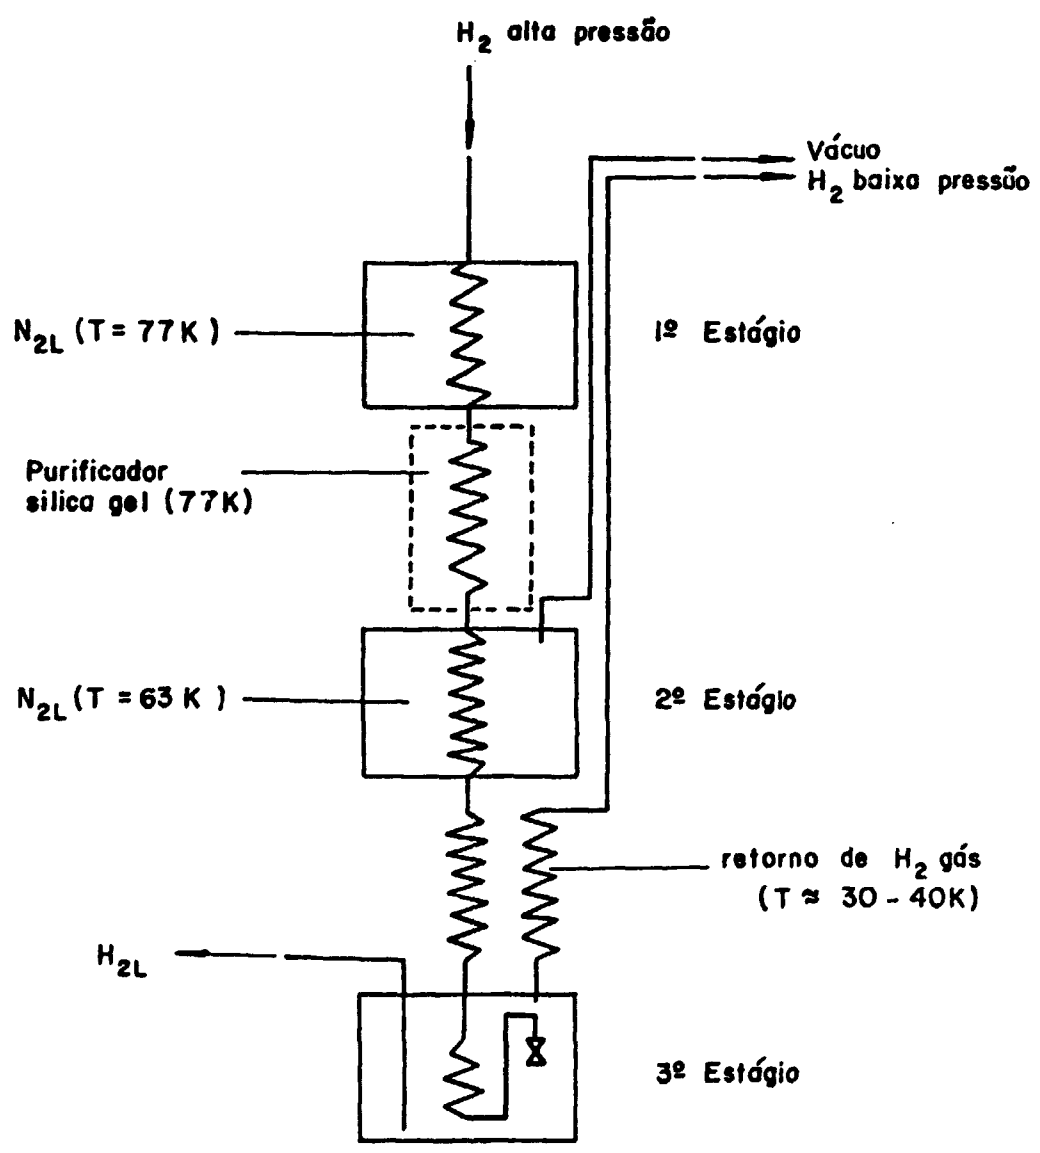 H2 alta pressão
Vácuo
H2 baixa pressão
N2L (T= 77K )
1º Estágio
Purificador
silica gel (77K)
N2L (T =63 K )
2º Estágio
retorno de H2 gás
(T ≈ 30 - 40K)
H2L
3º Estágio